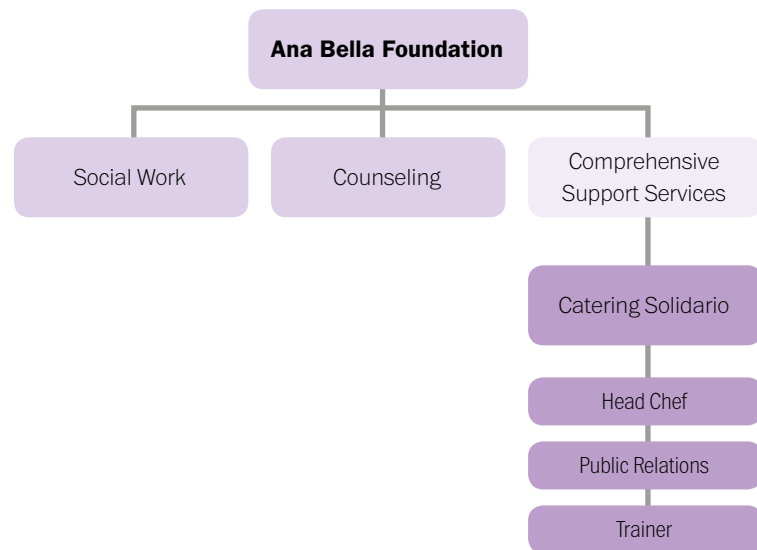 Ana Bella Foundation
Social Work
Counseling
Comprehensive
Support Services
Catering Solidario
Head Chef
Public Relations
Trainer